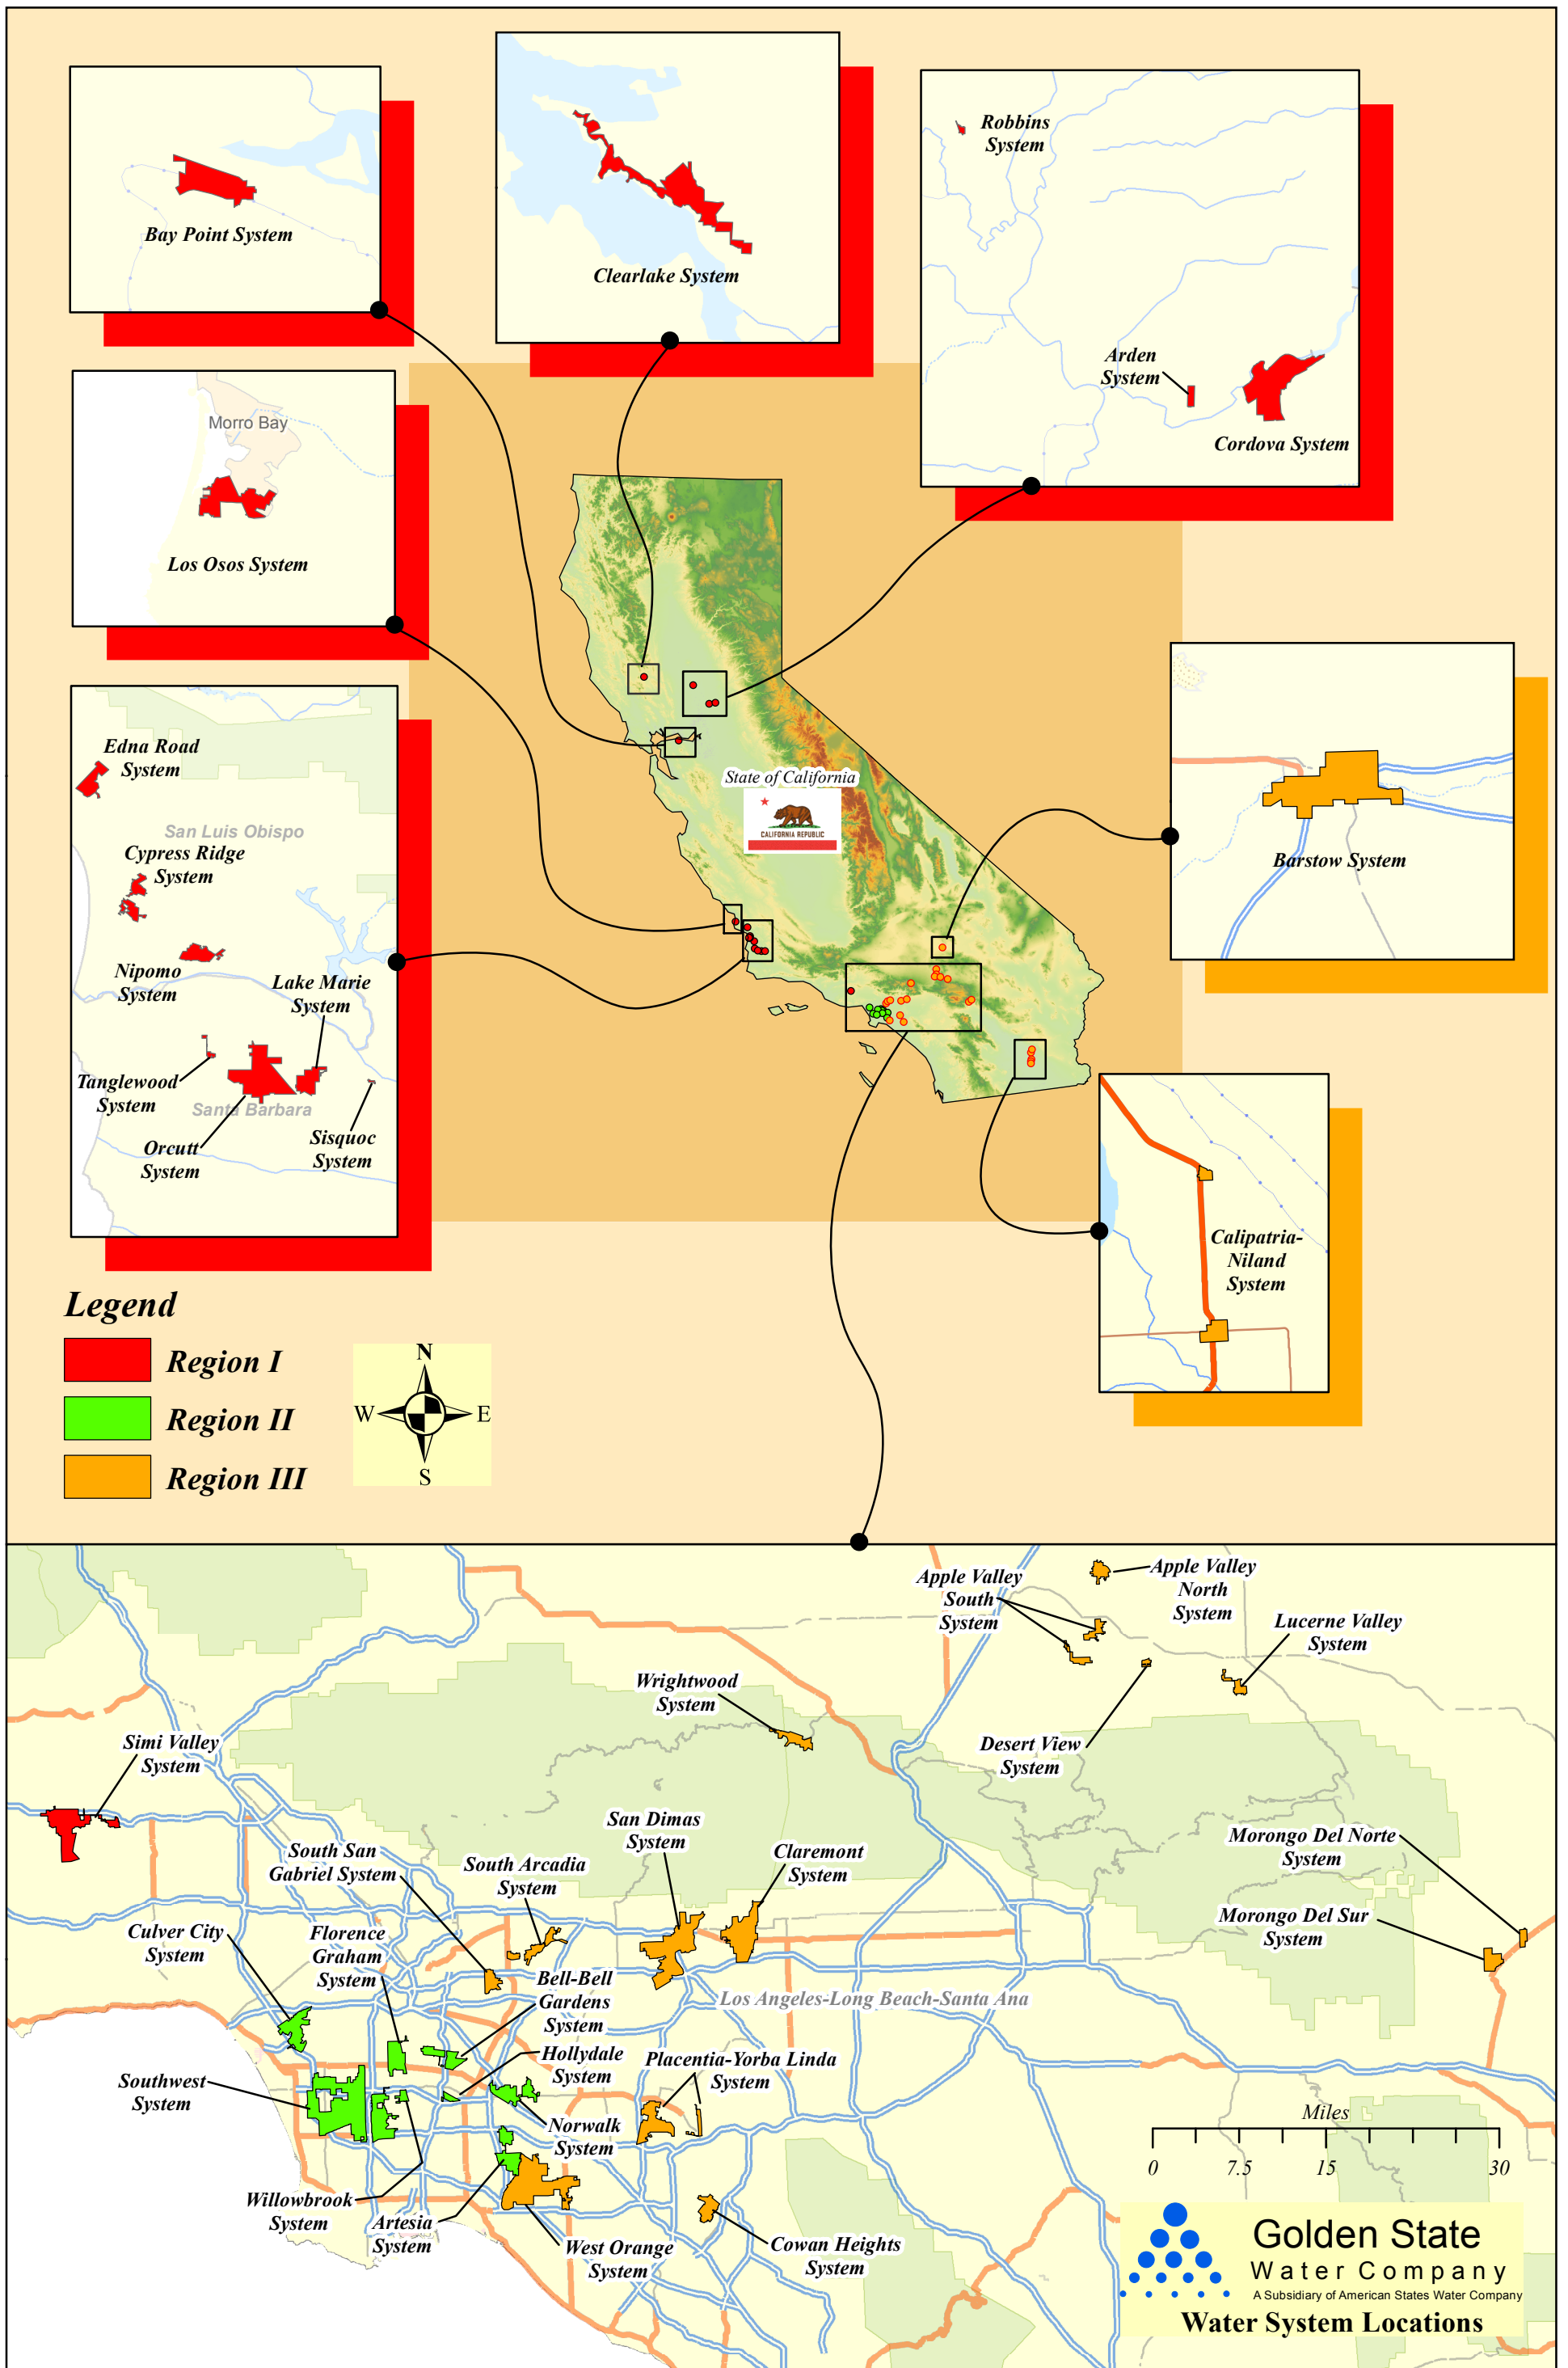 Bay Point System
Clearlake System
Robbins
System
Arden
System
Cordova System
Morro Bay
Los Osos System
Edna Road
System
San Luis Obispo
Cypress Ridge
System
Nipomo
System
Lake Marie
System
Tanglewood
System
Santa Barbara
Orcutt
System
Sisquoc
System
State of California
CALIFORNIA REPUBLIC
Barstow System
Calipatria-
Niland
System
Legend
Region I
Region II
Region III
N
W
E
S
Apple Valley
South
System
Apple Valley
North
System
Lucerne Valley
System
Wrightwood
System
Desert View
System
Simi Valley
System
San Dimas
System
Claremont
System
South San
Gabriel System
South Arcadia
System
Morongo Del Norte
System
Morongo Del Sur
System
Culver City
System
Florence
Graham
System
Bell-Bell
Gardens
System
Los Angeles-Long Beach-Santa Ana
Hollydale
System
Placentia-Yorba Linda
System
Southwest
System
Norwalk
System
Willowbrook
System
Artesia
System
West Orange
System
Cowan Heights
System
Miles
0 7.5 15 30
Golden State
Water Company
A Subsidiary of American States Water Company
Water System Locations